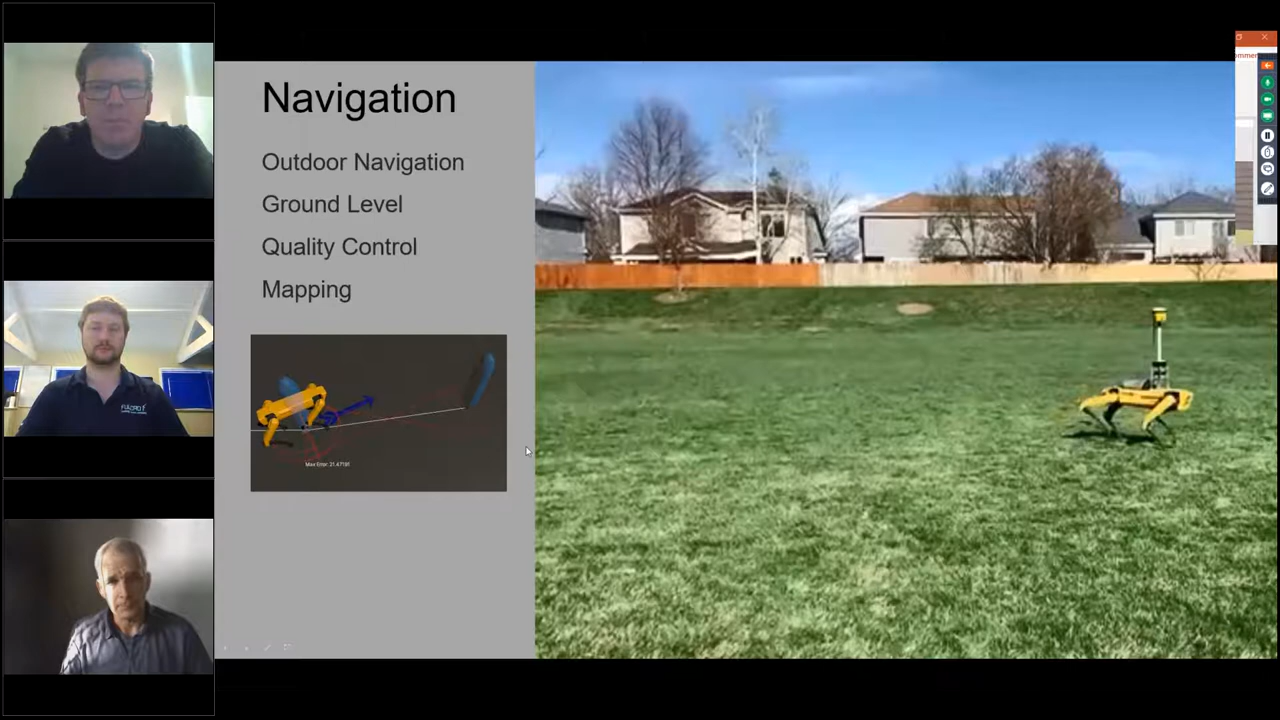 Navigation
Outdoor Navigation
Ground Level
Quality Control
Mapping